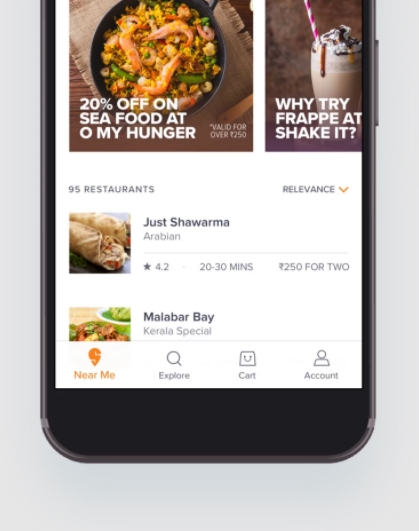 20% OFF ON
SEA FOOD AT
O MY HUNGER
*VALID FOR
OVER ₹250
WHY TRY
FRAPPE AT
SHAKE IT?
95 RESTAURANTS
RELEVANCE
Just Shawarma
Arabian
★ 4.2 · 20-30 MINS ₹250 FOR TWO
Malabar Bay
Kerala Special
Near Me Explore Cart Account